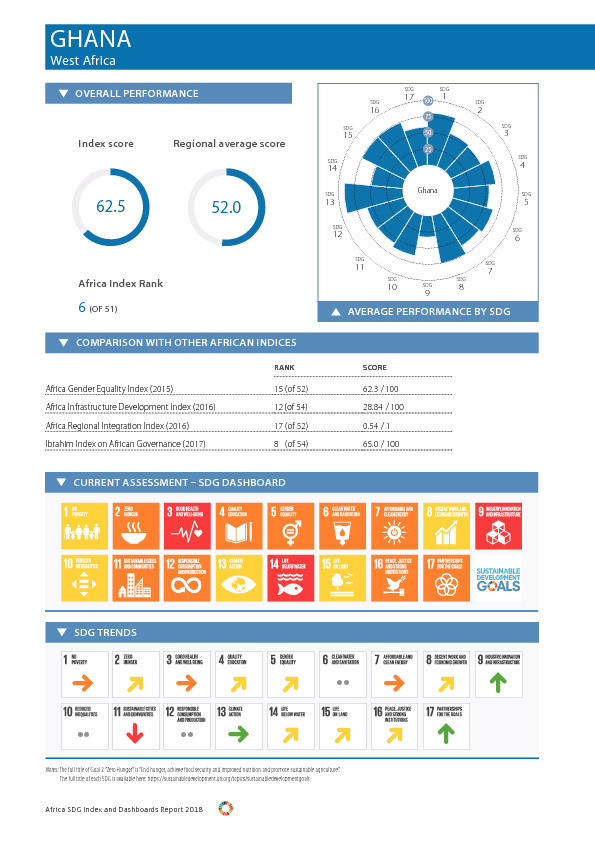 GHANA
West Africa
OVERALL PERFORMANCE
Index score
Regional average score
62.5
52.0
Africa Index Rank
6 (OF 51)
SDG 1
SDG 2
SDG 3
SDG 4
SDG 5
SDG 6
SDG 7
SDG 8
SDG 9
SDG 10
SDG 11
SDG 12
SDG 13
SDG 14
SDG 15
SDG 16
SDG 17
100
75
50
25
Ghana
AVERAGE PERFORMANCE BY SDG
COMPARISON WITH OTHER AFRICAN INDICES
RANK SCORE
Africa Gender Equality Index (2015) 15 (of 52) 62.3 / 100
Africa Infrastructure Development Index (2016) 12 (of 54) 28.84 / 100
Africa Regional Integration Index (2016) 17 (of 52) 0.54 / 1
Ibrahim Index on African Governance (2017) 8 (of 54) 65.0 / 100
CURRENT ASSESSMENT – SDG DASHBOARD
1 NO POVERTY
2 ZERO HUNGER
3 GOOD HEALTH AND WELL-BEING
4 QUALITY EDUCATION
5 GENDER EQUALITY
6 CLEAN WATER AND SANITATION
7 AFFORDABLE AND CLEAN ENERGY
8 DECENT WORK AND ECONOMIC GROWTH
9 INDUSTRY, INNOVATION AND INFRASTRUCTURE
10 REDUCED INEQUALITIES
11 SUSTAINABLE CITIES AND COMMUNITIES
12 RESPONSIBLE CONSUMPTION AND PRODUCTION
13 CLIMATE ACTION
14 LIFE BELOW WATER
15 LIFE ON LAND
16 PEACE, JUSTICE AND STRONG INSTITUTIONS
17 PARTNERSHIPS FOR THE GOALS
SUSTAINABLE
DEVELOPMENT
GOALS
SDG TRENDS
1 NO POVERTY
2 ZERO HUNGER
3 GOOD HEALTH AND WELL-BEING
4 QUALITY EDUCATION
5 GENDER EQUALITY
6 CLEAN WATER AND SANITATION
7 AFFORDABLE AND CLEAN ENERGY
8 DECENT WORK AND ECONOMIC GROWTH
9 INDUSTRY, INNOVATION AND INFRASTRUCTURE
10 REDUCED INEQUALITIES
11 SUSTAINABLE CITIES AND COMMUNITIES
12 RESPONSIBLE CONSUMPTION AND PRODUCTION
13 CLIMATE ACTION
14 LIFE BELOW WATER
15 LIFE ON LAND
16 PEACE, JUSTICE AND STRONG INSTITUTIONS
17 PARTNERSHIPS FOR THE GOALS
Notes: The full title of Goal 2 "Zero Hunger" is "End hunger, achieve food security and improved nutrition and promote sustainable agriculture".
The full title of each SDG is available here: https://sustainabledevelopment.un.org/topics/sustainabledevelopmentgoals
Africa SDG Index and Dashboards Report 2018